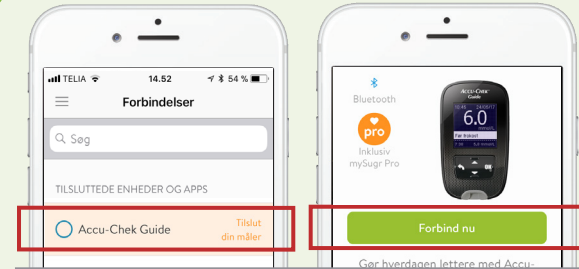 TELIA 14.52 54 %
Forbindelser
Søg
TILSLUTTEDE ENHEDER OG APPS
Accu-Chek Guide
Tilslut
din måler
Bluetooth
pro
Inklusiv
mySugr Pro
ACCU-CHEK
Guide
6.0
Før frokost
Forbind nu
Gør hverdagen lettere med Accu-